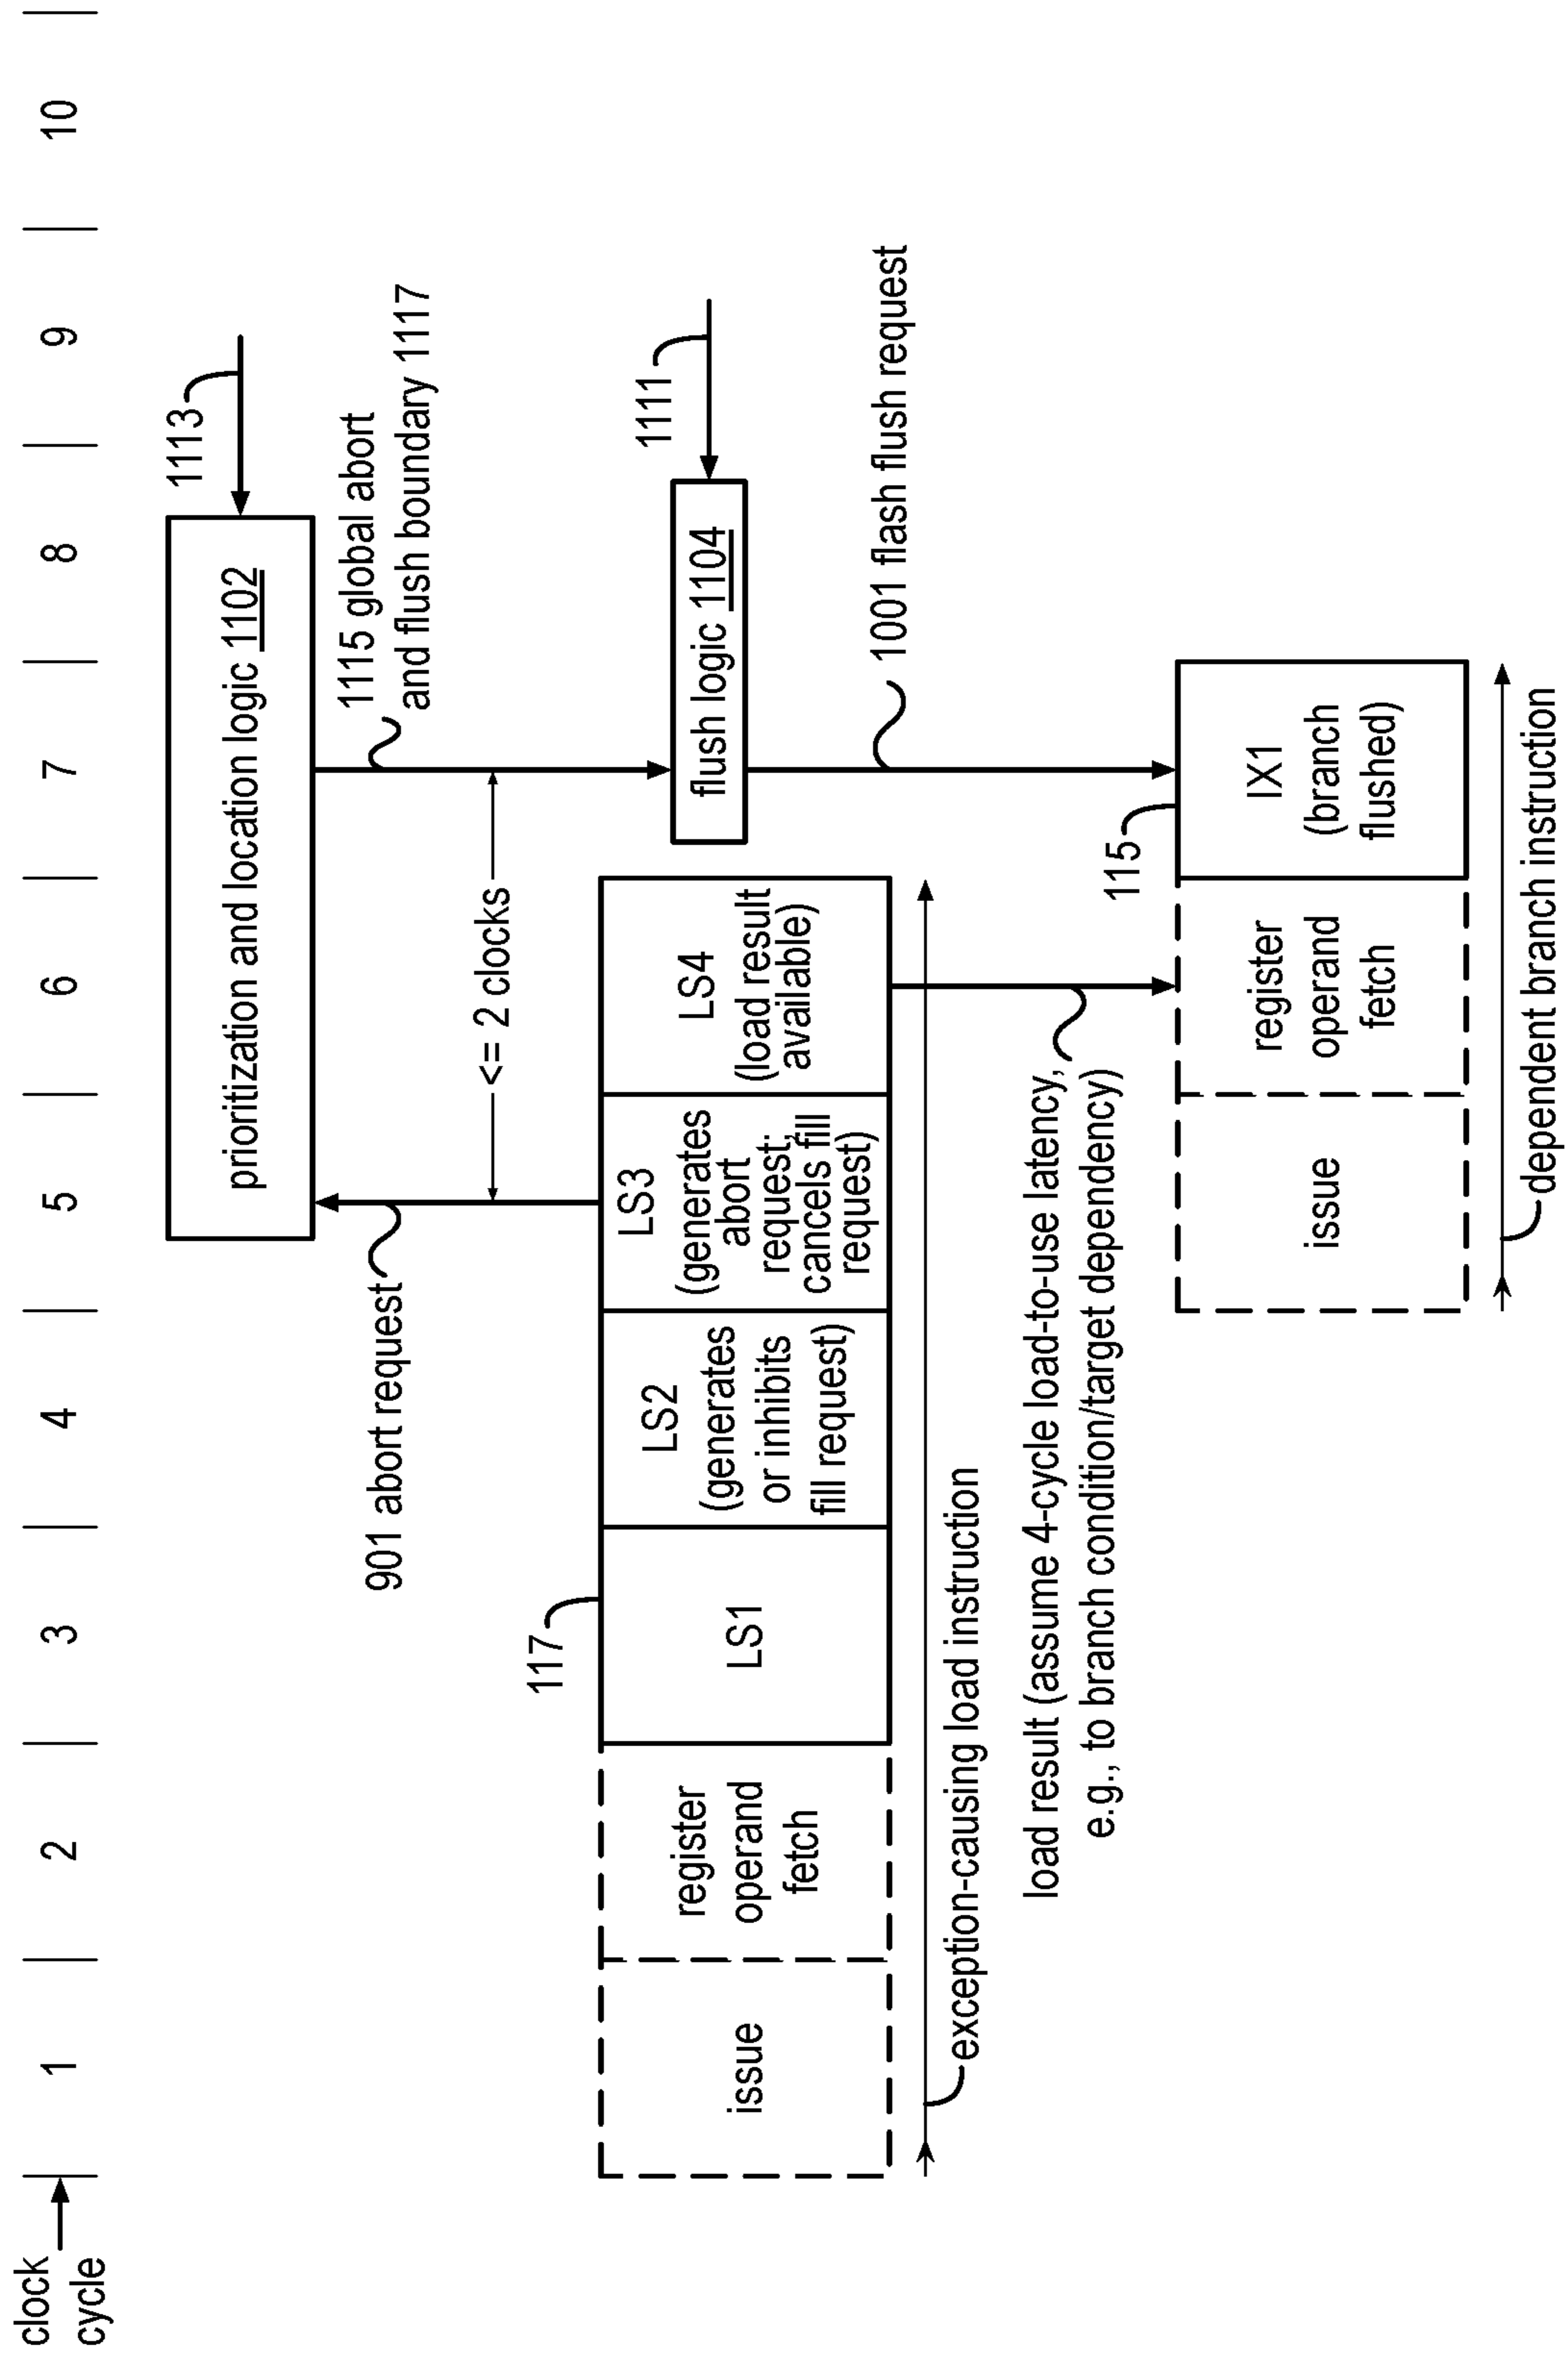 clock
cycle
1
2
3
4
5
6
7
8
9
10
prioritization and location logic 1102
1113
901 abort request
<= 2 clocks
1115 global abort
and flush boundary 1117
117
issue
register
operand
fetch
LS1
LS2
(generates
or inhibits
fill request)
LS3
(generates
abort
request;
cancels fill
request)
LS4
(load result
available)
flush logic 1104
1111
exception-causing load instruction
1001 flash flush request
load result (assume 4-cycle load-to-use latency,
e.g., to branch condition/target dependency)
115
issue
register
operand
fetch
IX1
(branch
flushed)
dependent branch instruction